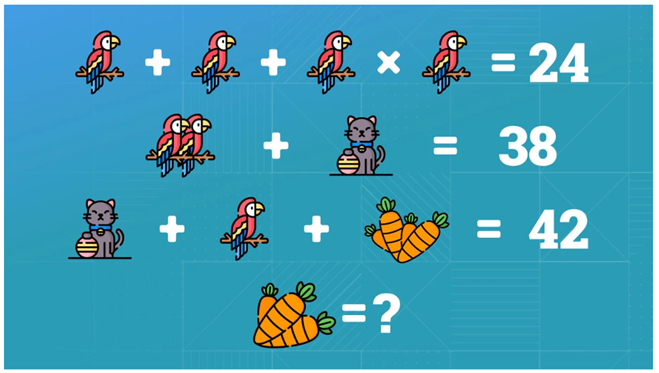 + + × = 24
+ = 38
+ + = 42
= ?